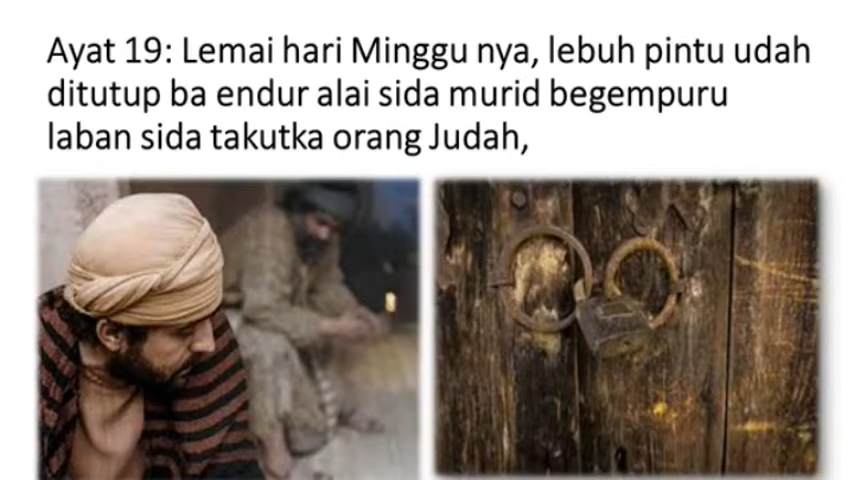 Ayat 19: Lemai hari Minggu nya, lebuh pintu udah
ditutup ba endur alai sida murid begempuru
laban sida takutka orang Judah,